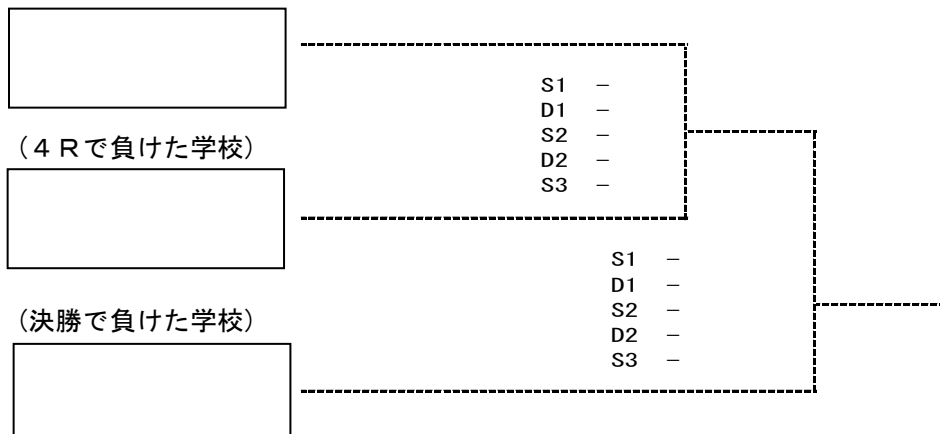 S1 －
D1 －
S2 －
D2 －
S3 －
（４Ｒで負けた学校）
S1 －
D1 －
S2 －
D2 －
S3 －
（決勝で負けた学校）